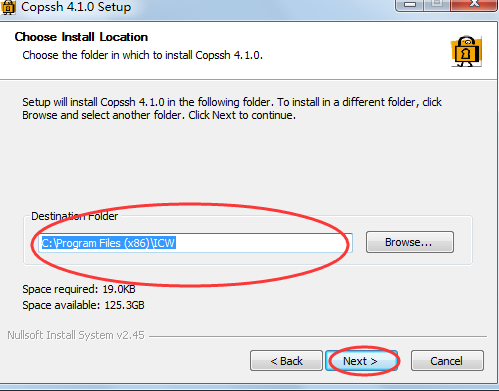 Copssh 4.1.0 Setup
Choose Install Location
Choose the folder in which to install Copssh 4.1.0.
Setup will install Copssh 4.1.0 in the following folder. To install in a different folder, click
Browse and select another folder. Click Next to continue.
Destination Folder
C:\Program Files (x86)\ICW
Browse...
Space required: 19.0KB
Space available: 125.3GB
Nullsoft Install System v2.45
< Back
Next >
Cancel